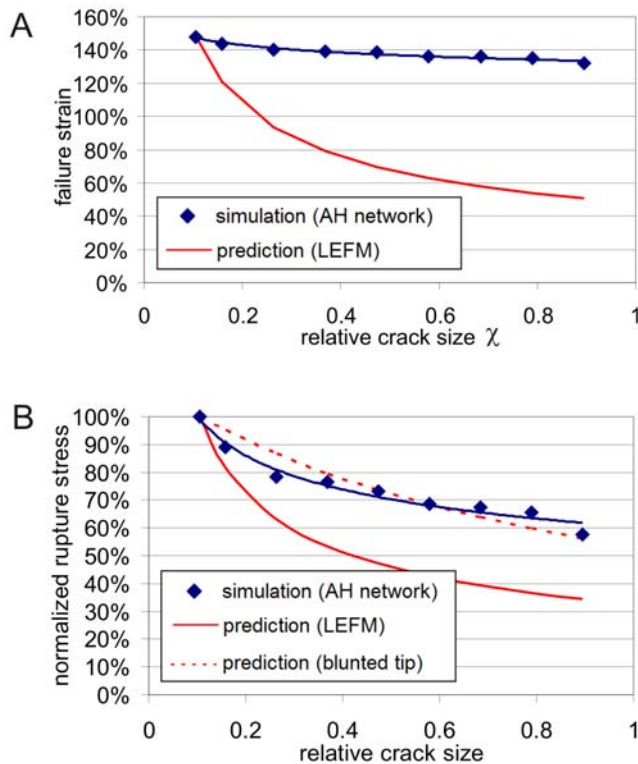 A
160%
140%
120%
100%
80%
60%
40%
20%
0%
failure strain
simulation (AH network)
prediction (LEFM)
0 0.2 0.4 0.6 0.8 1
relative crack size χ
B
100%
90%
80%
70%
60%
50%
40%
30%
20%
10%
0%
normalized rupture stress
simulation (AH network)
prediction (LEFM)
prediction (blunted tip)
0 0.2 0.4 0.6 0.8 1
relative crack size